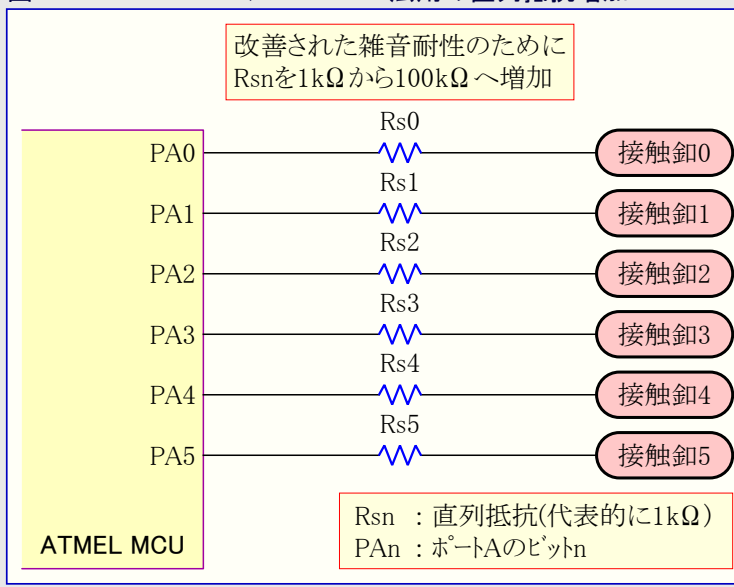 改善された雑音耐性のために
Rsnを1kΩから100kΩへ増加
Rs0
PA0
接触釦0
Rs1
PA1
接触釦1
Rs2
PA2
接触釦2
Rs3
PA3
接触釦3
Rs4
PA4
接触釦4
Rs5
PA5
接触釦5
ATMEL MCU
Rsn : 直列抵抗(代表的に1kΩ)
PAn : ポートAのビットn